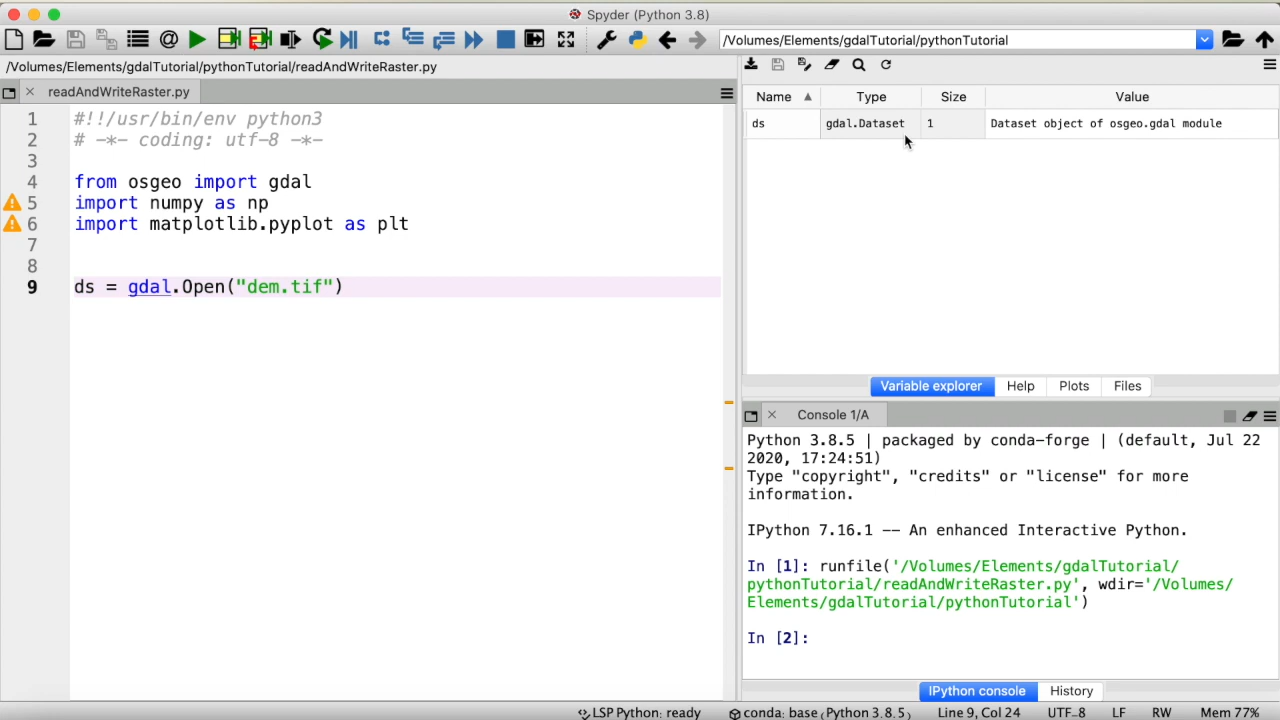 Spyder (Python 3.8)
/Volumes/Elements/gdalTutorial/pythonTutorial
/Volumes/Elements/gdalTutorial/pythonTutorial/readAndWriteRaster.py
readAndWriteRaster.py
1 #!!/usr/bin/env python3
2 # -*- coding: utf-8 -*-
3
4 from osgeo import gdal
5 import numpy as np
6 import matplotlib.pyplot as plt
7
8
9 ds = gdal.Open("dem.tif")
Name Type Size Value
ds gdal.Dataset 1 Dataset object of osgeo.gdal module
Variable explorer Help Plots Files
Console 1/A
Python 3.8.5 | packaged by conda-forge | (default, Jul 22
2020, 17:24:51)
Type "copyright", "credits" or "license" for more
information.
IPython 7.16.1 -- An enhanced Interactive Python.
In [1]: runfile('/Volumes/Elements/gdalTutorial/
pythonTutorial/readAndWriteRaster.py', wdir='/Volumes/
Elements/gdalTutorial/pythonTutorial')
In [2]:
IPython console History
LSP Python: ready conda: base (Python 3.8.5) Line 9, Col 24 UTF-8 LF RW Mem 77%